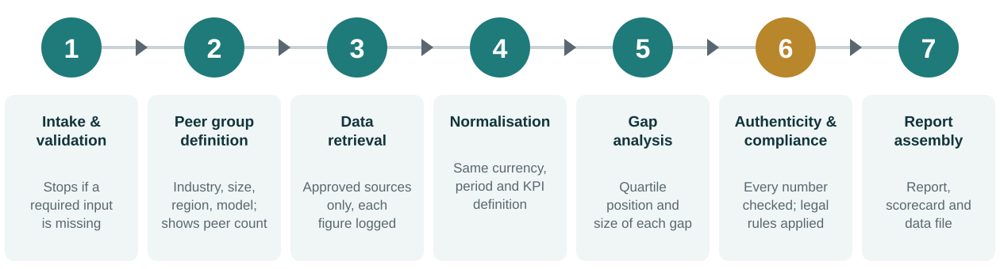 1
2
3
4
5
6
7
Intake &
validation
Stops if a
required input
is missing
Peer group
definition
Industry, size,
region, model;
shows peer count
Data
retrieval
Approved sources
only, each
figure logged
Normalisation
Same currency,
period and KPI
definition
Gap
analysis
Quartile
position and
size of each gap
Authenticity &
compliance
Every number
checked; legal
rules applied
Report
assembly
Report,
scorecard and
data file